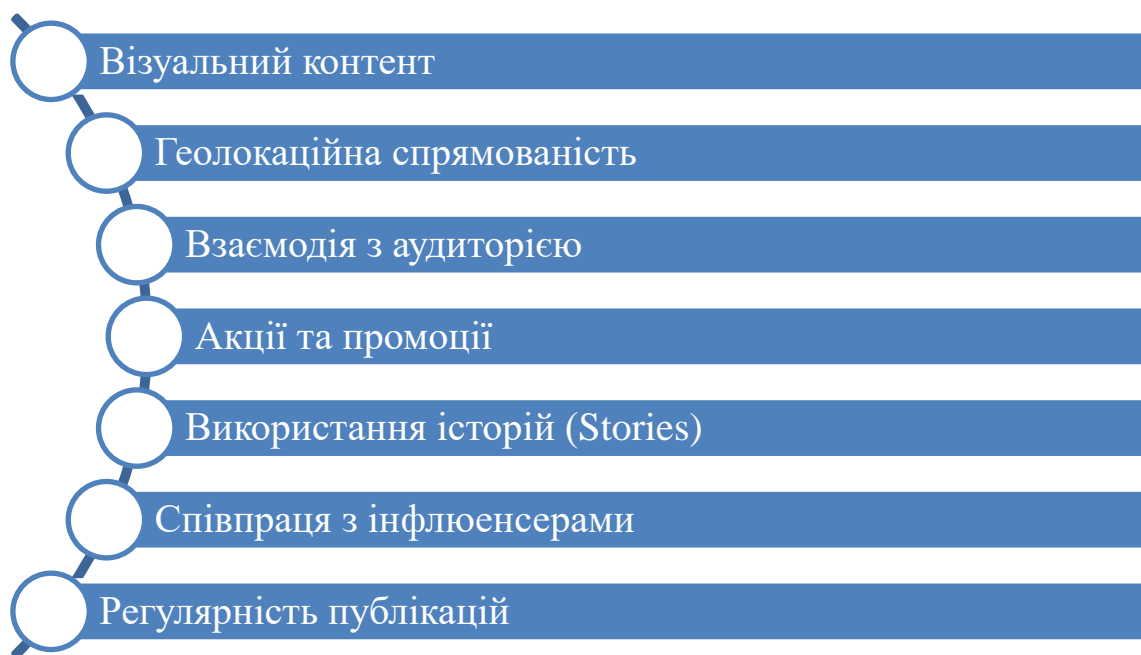 Візуальний контент
Геолокаційна спрямованість
Взаємодія з аудиторією
Акції та промоції
Використання історій (Stories)
Співпраця з інфлюенсерами
Регулярність публікацій